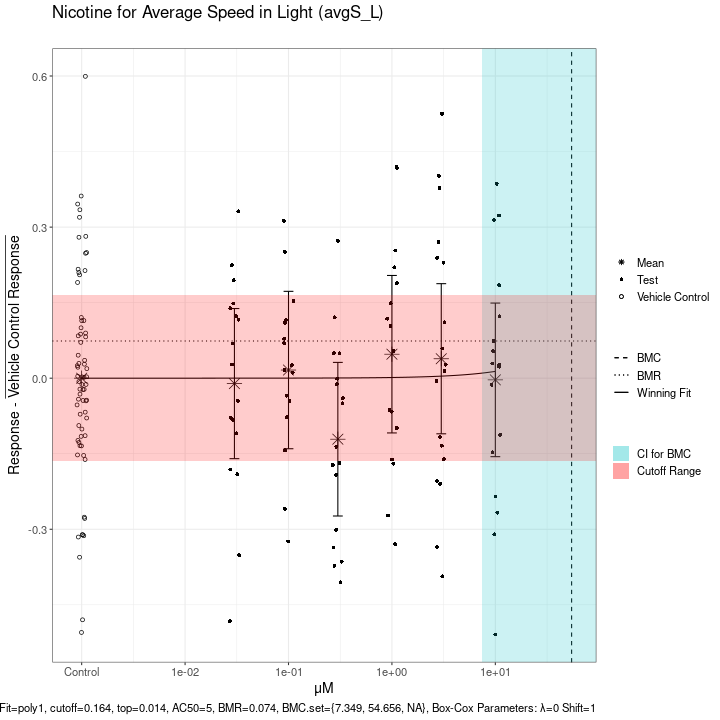 Nicotine for Average Speed in Light (avgS_L)
Response - Vehicle Control Response
0.6
0.3
0.0
-0.3
Control
1e-02
1e-01
1e+00
1e+01
μM
Mean
Test
Vehicle Control
BMC
BMR
Winning Fit
CI for BMC
Cutoff Range
Fit=poly1, cutoff=0.164, top=0.014, AC50=5, BMR=0.074, BMC.set={7.349, 54.656, NA}, Box-Cox Parameters: λ=0 Shift=1